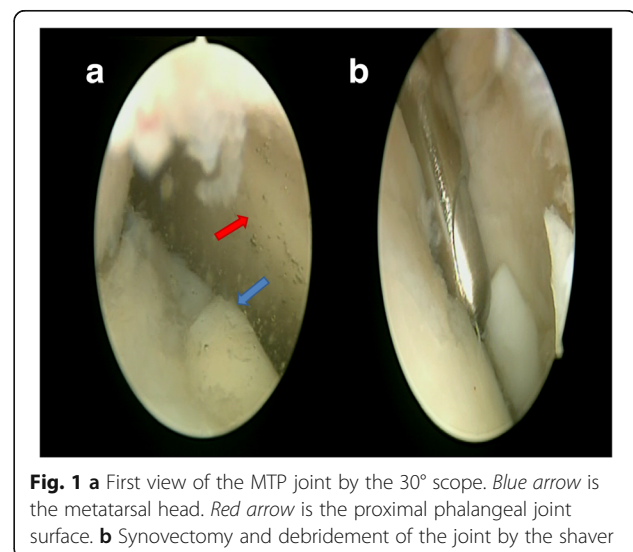 a
b
Fig. 1 a First view of the MTP joint by the 30° scope. Blue arrow is
the metatarsal head. Red arrow is the proximal phalangeal joint
surface. b Synovectomy and debridement of the joint by the shaver